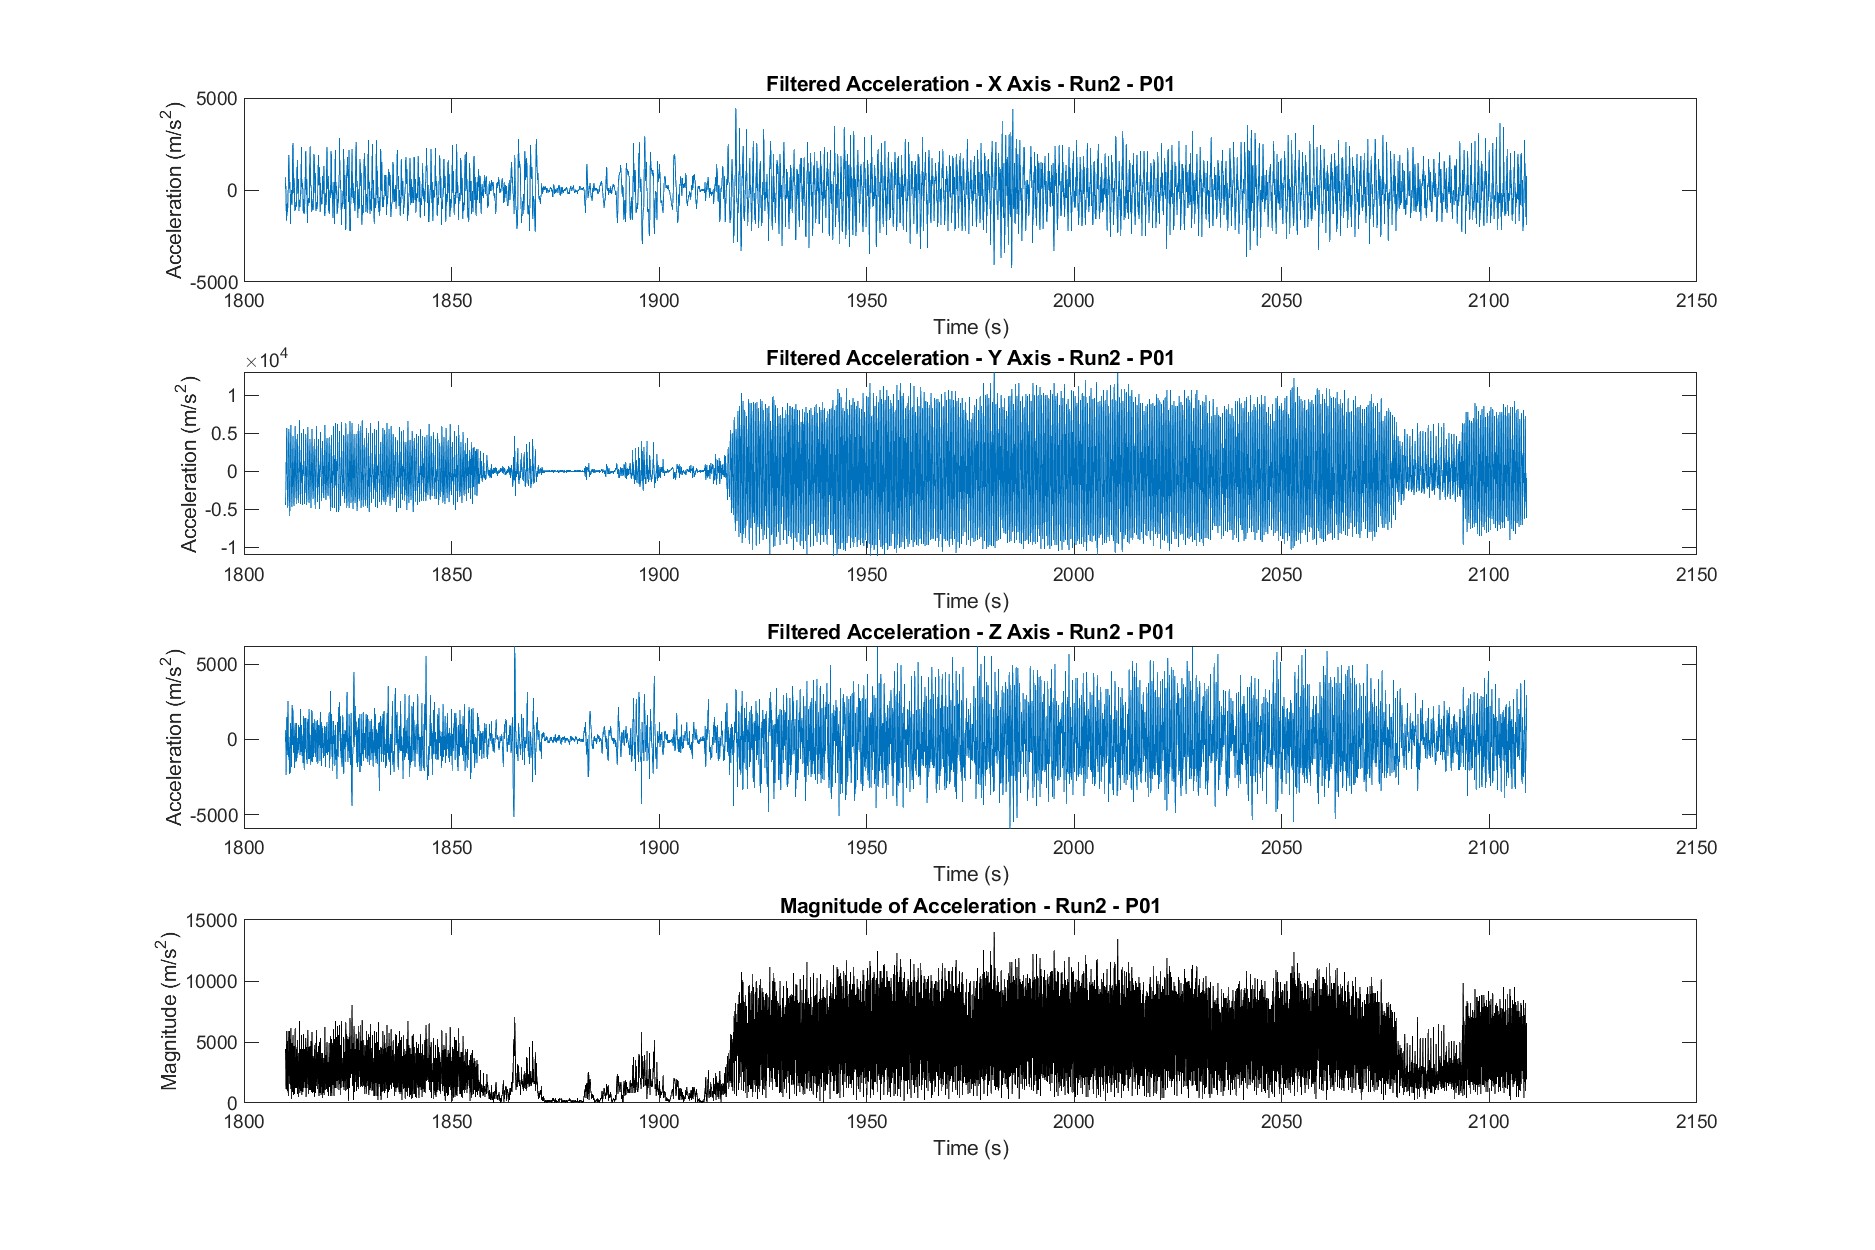 Filtered Acceleration - X Axis - Run2 - P01
5000
0
-5000
Acceleration (m/s²)
1800 1850 1900 1950 2000 2050 2100 2150
Time (s)
Filtered Acceleration - Y Axis - Run2 - P01
×10⁴
1
0.5
0
-0.5
-1
Acceleration (m/s²)
1800 1850 1900 1950 2000 2050 2100 2150
Time (s)
Filtered Acceleration - Z Axis - Run2 - P01
5000
0
-5000
Acceleration (m/s²)
1800 1850 1900 1950 2000 2050 2100 2150
Time (s)
Magnitude of Acceleration - Run2 - P01
15000
10000
5000
0
Magnitude (m/s²)
1800 1850 1900 1950 2000 2050 2100 2150
Time (s)